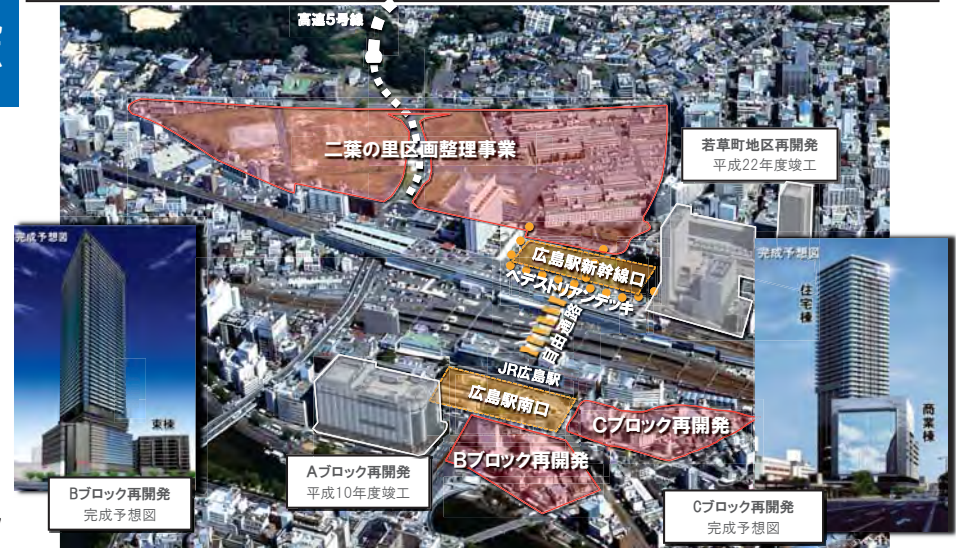 高速5号線
二葉の里区画整理事業
若草町地区再開発
平成22年度竣工
完成予想図
東棟
広島駅新幹線口
ペデストリアンデッキ
自由通路
JR広島駅
広島駅南口
完成予想図
住宅棟
商業棟
Cブロック再開発
Bブロック再開発
Aブロック再開発
平成10年度竣工
Bブロック再開発
完成予想図
Cブロック再開発
完成予想図